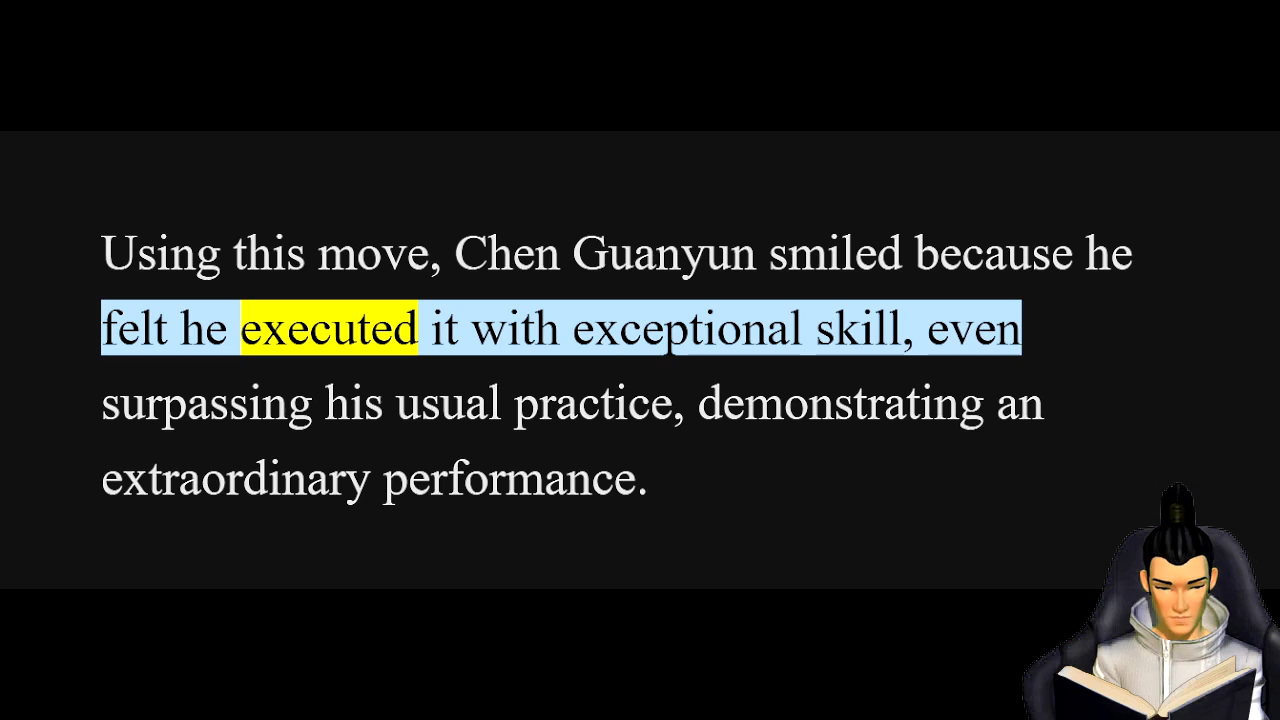 Using this move, Chen Guanyun smiled because he
felt he executed it with exceptional skill, even
surpassing his usual practice, demonstrating an
extraordinary performance.